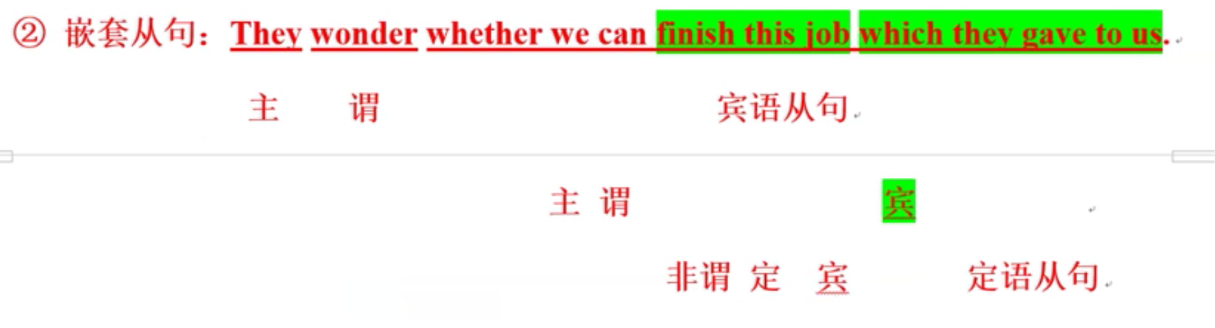 ② 嵌套从句：They wonder whether we can finish this job which they gave to us.
主 谓 宾语从句
主 谓 宾
非谓 定 宾 定语从句